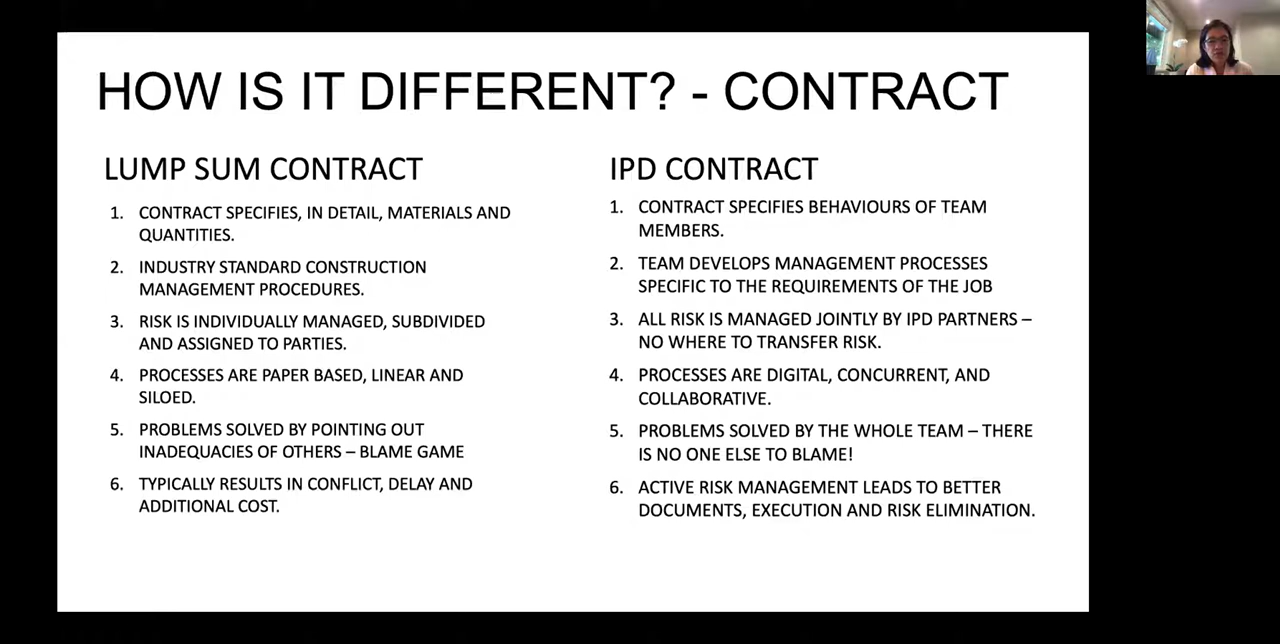 HOW IS IT DIFFERENT? - CONTRACT
LUMP SUM CONTRACT
1. CONTRACT SPECIFIES, IN DETAIL, MATERIALS AND
QUANTITIES.
2. INDUSTRY STANDARD CONSTRUCTION
MANAGEMENT PROCEDURES.
3. RISK IS INDIVIDUALLY MANAGED, SUBDIVIDED
AND ASSIGNED TO PARTIES.
4. PROCESSES ARE PAPER BASED, LINEAR AND
SILOED.
5. PROBLEMS SOLVED BY POINTING OUT
INADEQUACIES OF OTHERS – BLAME GAME
6. TYPICALLY RESULTS IN CONFLICT, DELAY AND
ADDITIONAL COST.
IPD CONTRACT
1. CONTRACT SPECIFIES BEHAVIOURS OF TEAM
MEMBERS.
2. TEAM DEVELOPS MANAGEMENT PROCESSES
SPECIFIC TO THE REQUIREMENTS OF THE JOB
3. ALL RISK IS MANAGED JOINTLY BY IPD PARTNERS –
NO WHERE TO TRANSFER RISK.
4. PROCESSES ARE DIGITAL, CONCURRENT, AND
COLLABORATIVE.
5. PROBLEMS SOLVED BY THE WHOLE TEAM – THERE
IS NO ONE ELSE TO BLAME!
6. ACTIVE RISK MANAGEMENT LEADS TO BETTER
DOCUMENTS, EXECUTION AND RISK ELIMINATION.